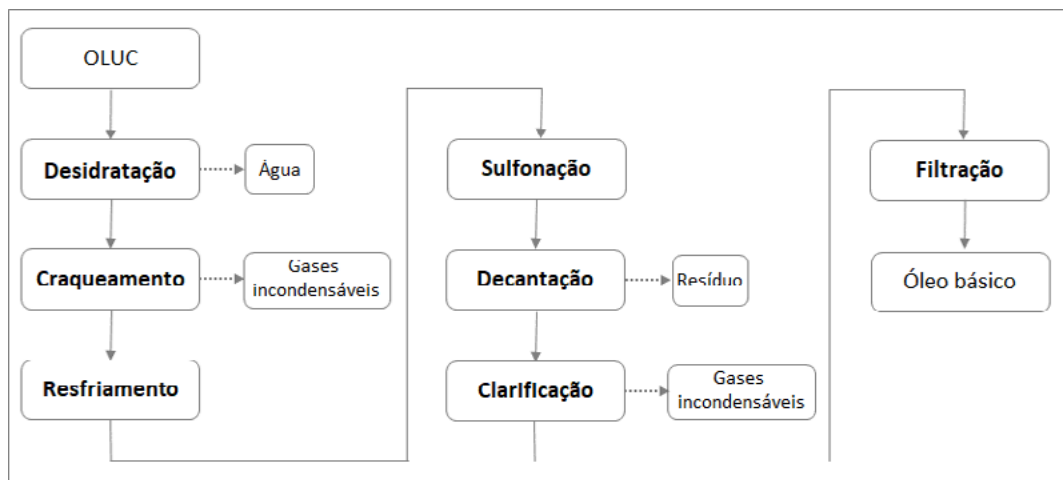 OLUC
Desidratação
Água
Craqueamento
Gases
incondensáveis
Resfriamento
Sulfonação
Decantação
Resíduo
Clarificação
Gases
incondensáveis
Filtração
Óleo básico